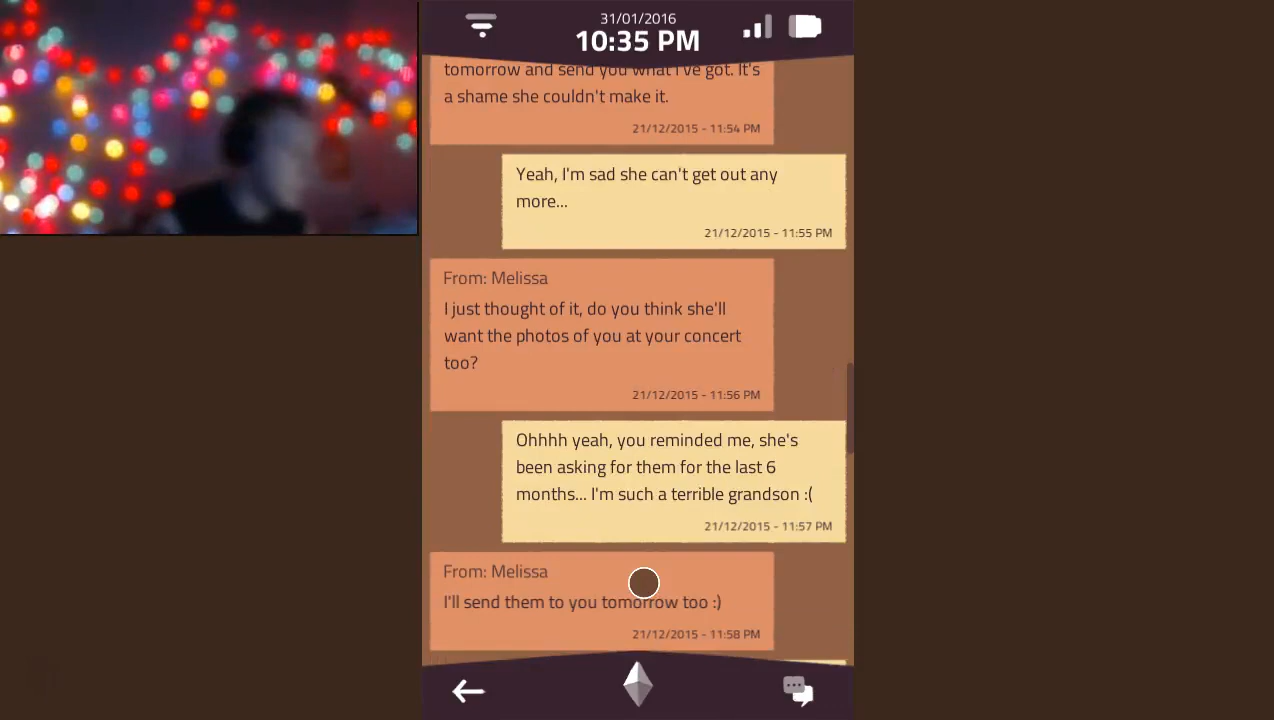 31/01/2016
10:35 PM
tomorrow and send you what I've got. It's
a shame she couldn't make it.
21/12/2015 - 11:54 PM
Yeah, I'm sad she can't get out any
more...
21/12/2015 - 11:55 PM
From: Melissa
I just thought of it, do you think she'll
want the photos of you at your concert
too?
21/12/2015 - 11:56 PM
Ohhhh yeah, you reminded me, she's
been asking for them for the last 6
months... I'm such a terrible grandson :(
21/12/2015 - 11:57 PM
From: Melissa
I'll send them to you tomorrow too :)
21/12/2015 - 11:58 PM